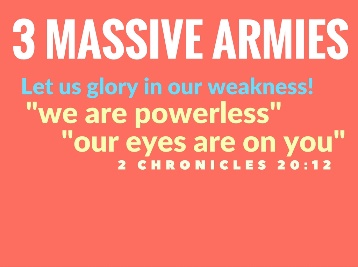 3 MASSIVE ARMIES
Let us glory in our weakness!
"we are powerless"
"our eyes are on you"
2 CHRONICLES 20:12